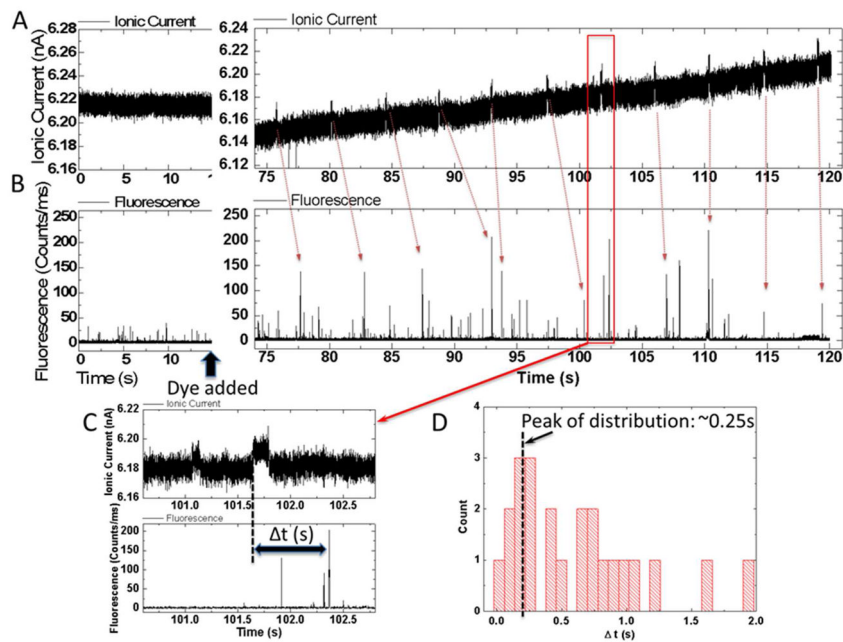 A
Ionic Current
Ionic Current
Ionic Current (nA)
6.28
6.26
6.24
6.22
6.20
6.18
6.16
0 5 10
6.24
6.22
6.20
6.18
6.16
6.14
6.12
75 80 85 90 95 100 105 110 115 120
B
Fluorescence
Fluorescence
Fluorescence (Counts/ms)
250
200
150
100
50
0
0 5 10
Time (s)
250
200
150
100
50
0
75 80 85 90 95 100 105 110 115 120
Time (s)
Dye added
C
Ionic Current
Ionic Current (nA)
6.22
6.20
6.18
6.16
101.0 101.5 102.0 102.5
Fluorescence
Fluorescence (Counts/ms)
200
150
100
50
0
Δt (s)
101.0 101.5 102.0 102.5
Time (s)
D
Peak of distribution: ~0.25s
Count
4
3
2
1
0
0.0 0.5 1.0 1.5 2.0
Δ t (s)